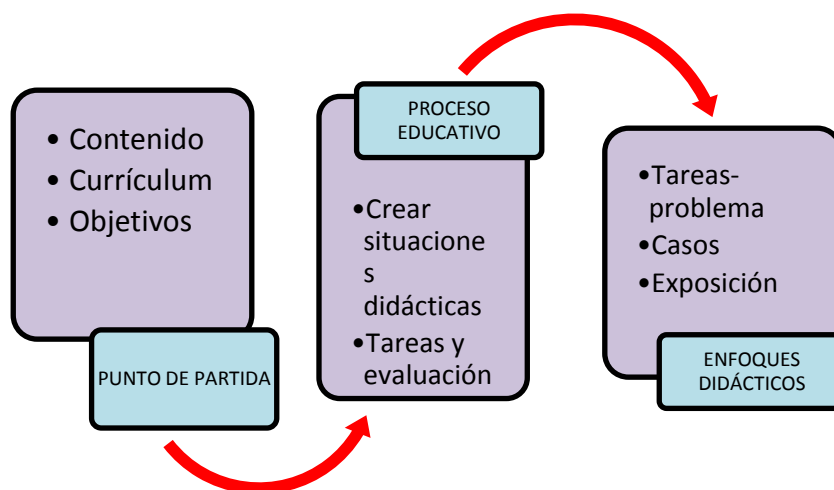 • Contenido
• Currículum
• Objetivos
PUNTO DE PARTIDA
PROCESO
EDUCATIVO
•Crear
situacione
s
didácticas
•Tareas y
evaluación
•Tareas-
problema
•Casos
•Exposición
ENFOQUES
DIDÁCTICOS